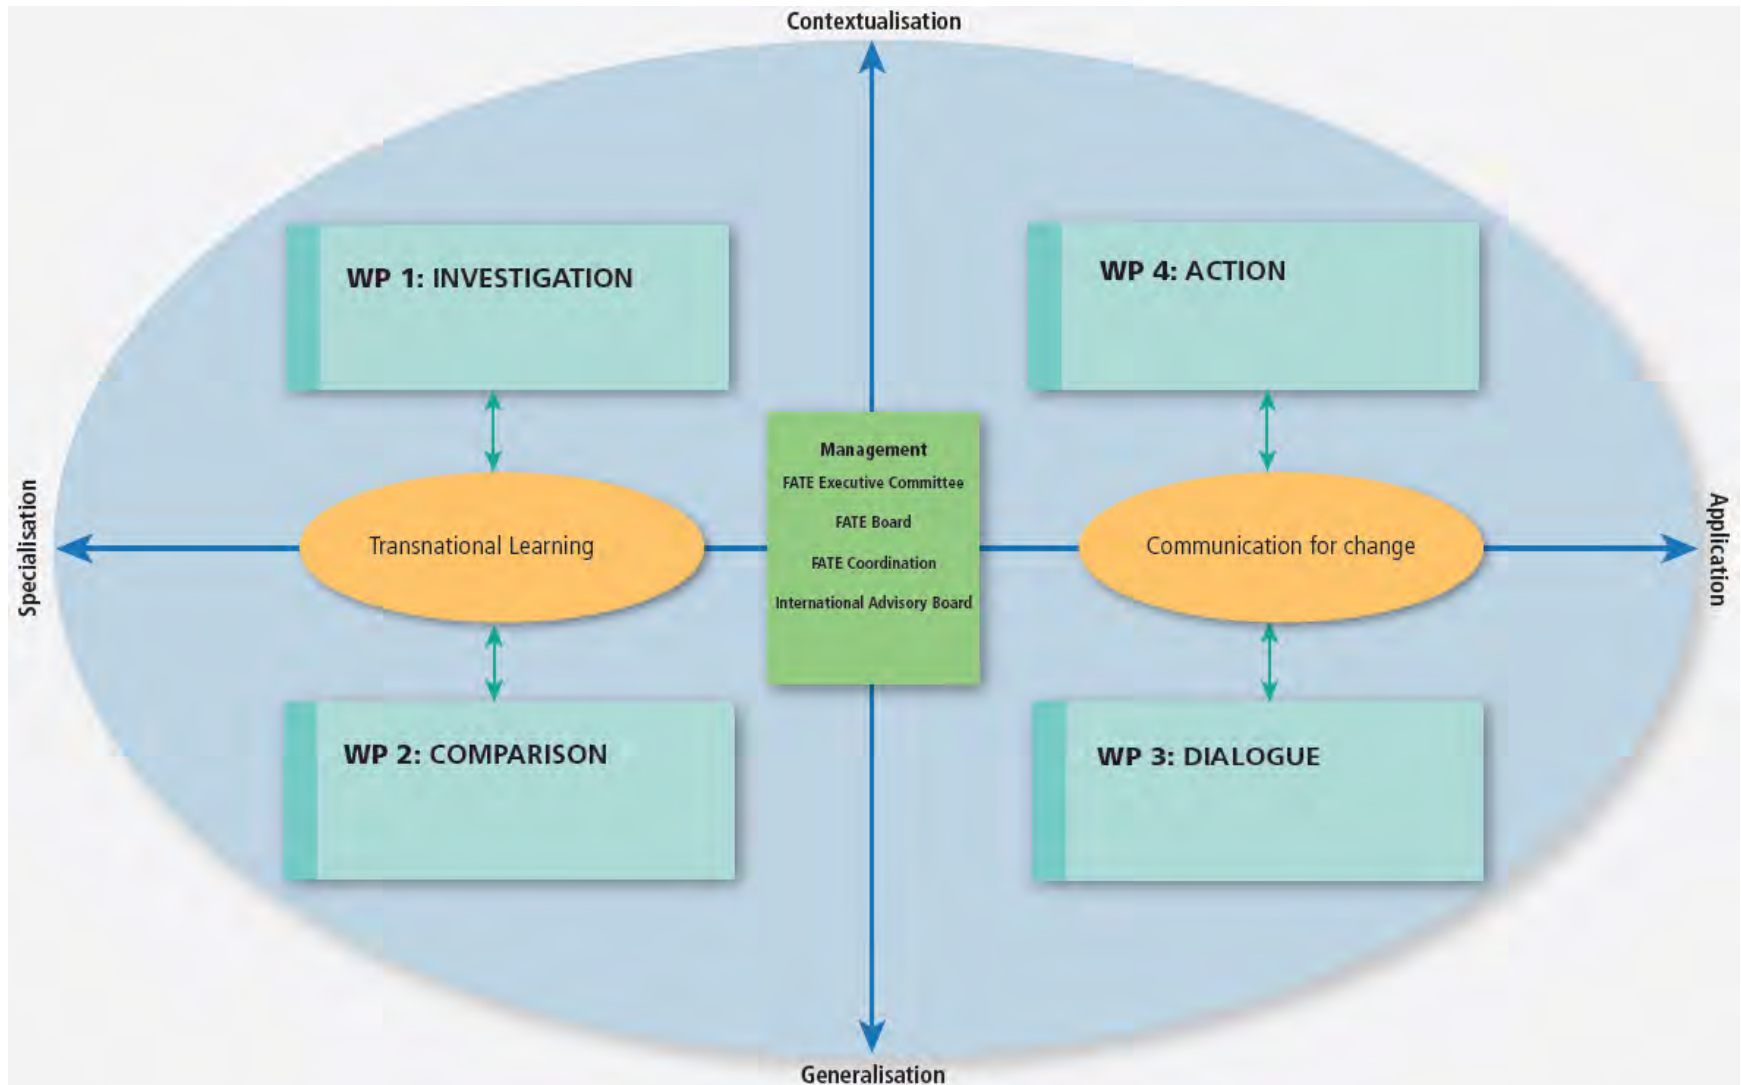 Contextualisation
WP 1: INVESTIGATION
WP 4: ACTION
Management
FATE Executive Committee
FATE Board
FATE Coordination
International Advisory Board
Specialisation
Transnational Learning
Communication for change
Application
WP 2: COMPARISON
WP 3: DIALOGUE
Generalisation